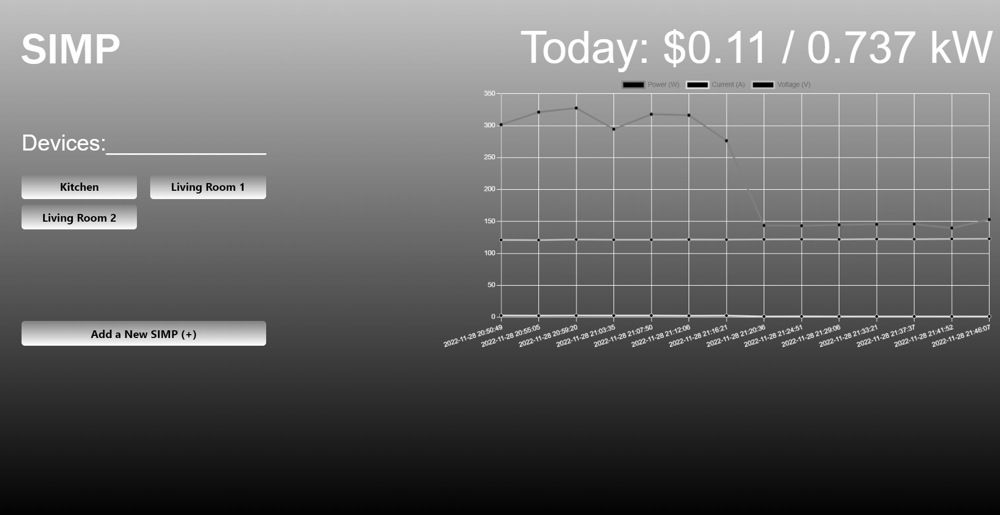 SIMP
Today: $0.11 / 0.737 kW
Devices:
Kitchen
Living Room 1
Living Room 2
Add a New SIMP (+)
Power (W) Current (A) Voltage (V)
350
300
250
200
150
100
50
0
2022-11-28 20:50:49
2022-11-28 20:55:05
2022-11-28 20:59:20
2022-11-28 21:03:35
2022-11-28 21:07:50
2022-11-28 21:12:06
2022-11-28 21:16:21
2022-11-28 21:20:36
2022-11-28 21:24:51
2022-11-28 21:29:06
2022-11-28 21:33:21
2022-11-28 21:37:37
2022-11-28 21:41:52
2022-11-28 21:46:07